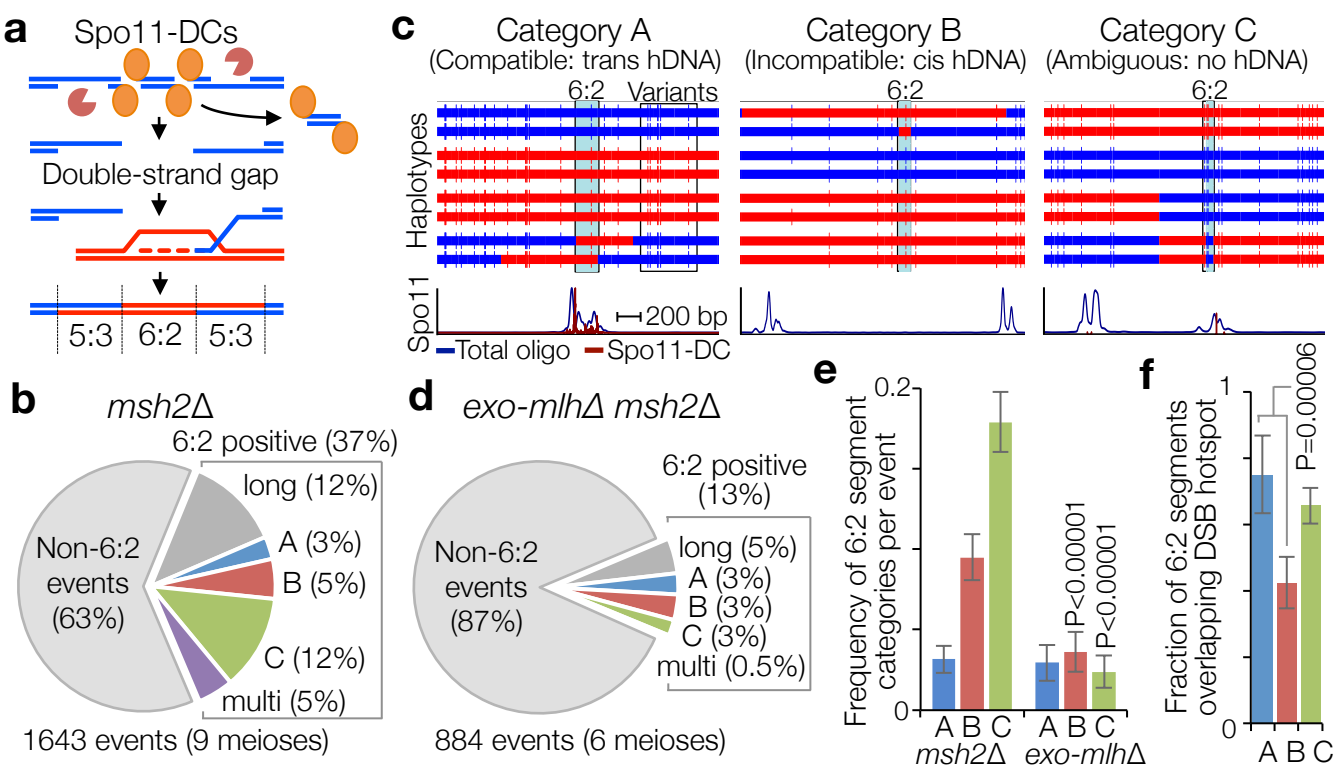 a
Spo11-DCs
Double-strand gap
5:3
6:2
5:3
c
Category A
(Compatible: trans hDNA)
6:2
Variants
Category B
(Incompatible: cis hDNA)
6:2
Category C
(Ambiguous: no hDNA)
6:2
Haplotypes
Spo11
200 bp
Total oligo
Spo11-DC
b
msh2Δ
6:2 positive (37%)
long (12%)
A (3%)
B (5%)
C (12%)
multi (5%)
Non-6:2
events
(63%)
1643 events (9 meioses)
d
exo-mlhΔ msh2Δ
6:2 positive
(13%)
long (5%)
A (3%)
B (3%)
C (3%)
multi (0.5%)
Non-6:2
events
(87%)
884 events (6 meioses)
e
Frequency of 6:2 segment
categories per event
0.2
0
P<0.00001
P<0.00001
A B C
A B C
msh2Δ
exo-mlhΔ
f
Fraction of 6:2 segments
overlapping DSB hotspot
1
0
P=0.00006
A B C